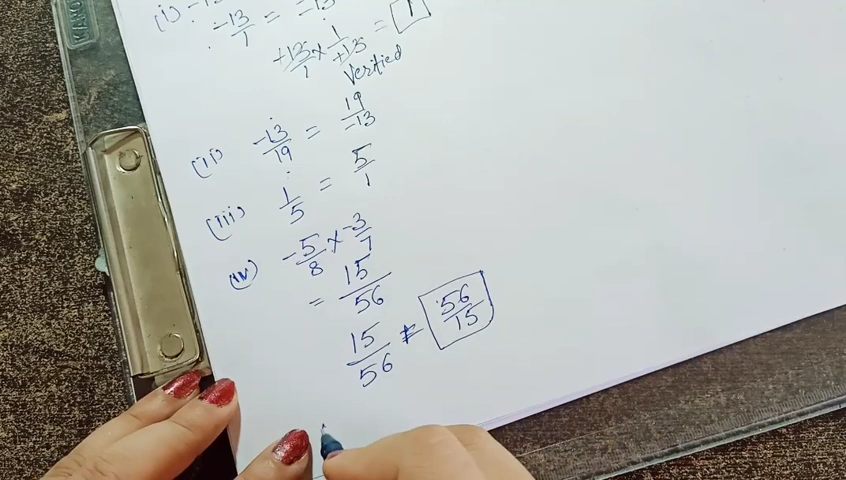 -13/1 =
+13/1 × 1/+13 = 1
Verified
(ii) -13/19 = 19/-13
(iii) 1/5 = 5/1
(iv) -5/8 × -3/7
= 15/56
15/56 = 56/15